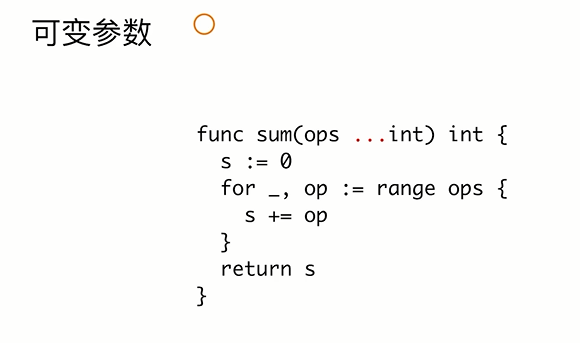 可变参数
func sum(ops ...int) int {
  s := 0
  for _, op := range ops {
    s += op
  }
  return s
}